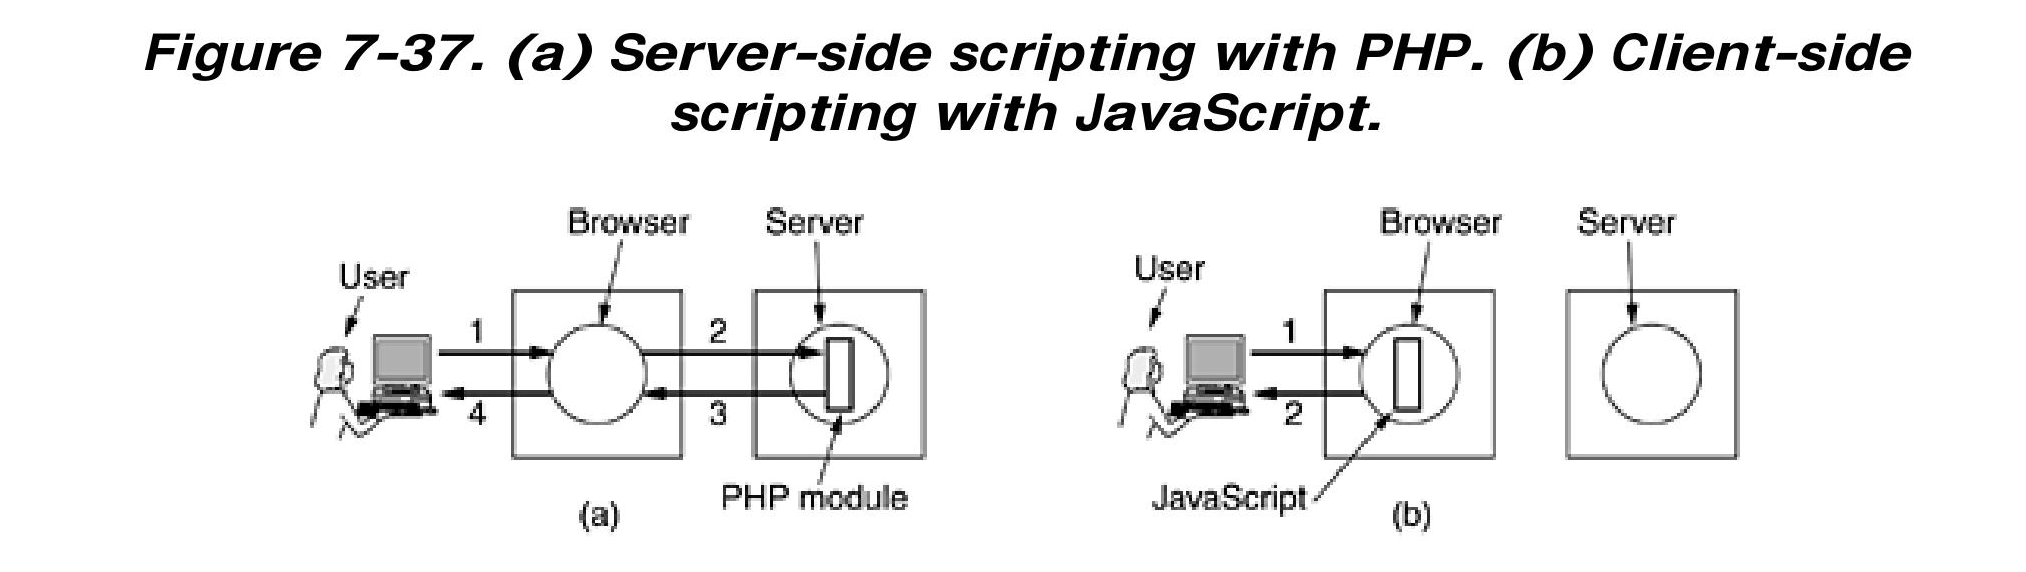 Figure 7-37. (a) Server-side scripting with PHP. (b) Client-side
scripting with JavaScript.
Browser
Server
User
1
2
4
3
PHP module
(a)
Browser
Server
User
1
2
JavaScript
(b)